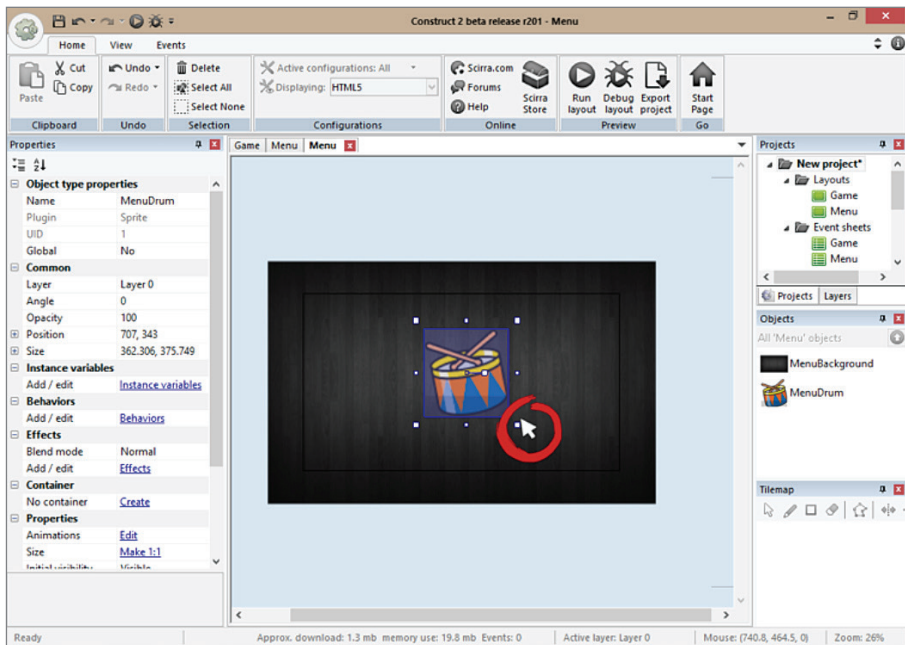 Construct 2 beta release r201 - Menu
Home View Events
Paste
Cut
Copy
Clipboard
Undo
Redo
Undo
Delete
Select All
Select None
Selection
Active configurations: All
Displaying: HTML5
Configurations
Scirra.com
Forums
Help
Scirra Store
Online
Run layout
Debug layout
Export project
Preview
Start Page
Go
Properties
Game Menu Menu
Projects
Object type properties
Name MenuDrum
Plugin Sprite
UID 1
Global No
Common
Layer Layer 0
Angle 0
Opacity 100
Position 707, 343
Size 362.306, 375.749
Instance variables
Add / edit Instance variables
Behaviors
Add / edit Behaviors
Effects
Blend mode Normal
Add / edit Effects
Container
No container Create
Properties
Animations Edit
Size Make 1:1
Initial visibility Visible
New project*
Layouts
Game
Menu
Event sheets
Game
Menu
Projects Layers
Objects
All 'Menu' objects
MenuBackground
MenuDrum
Tilemap
Ready
Approx. download: 1.3 mb memory use: 19.8 mb Events: 0
Active layer: Layer 0
Mouse: (740.8, 464.5, 0)
Zoom: 26%